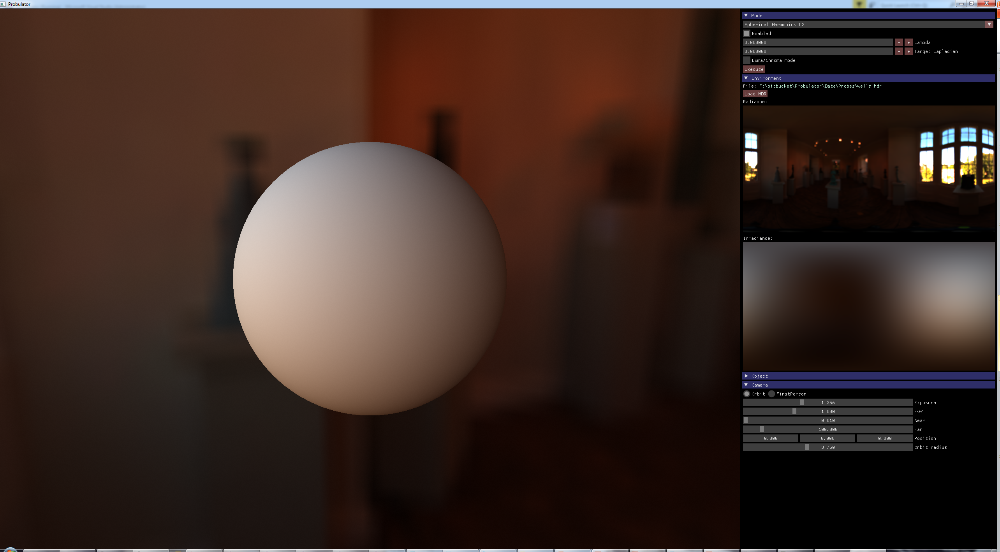 Probulator
Mode
Spherical Harmonics L2
Enabled
0.000000 - + Lambda
0.000000 - + Target Laplacian
Luma/Chroma mode
Execute
Environment
File: F:\bitbucket\Probulator\Data\Probes\wells.hdr
Load HDR
Radiance:
Irradiance:
Object
Camera
Orbit FirstPerson
1.356 Exposure
1.000 FOV
0.010 Near
100.000 Far
0.000 0.000 0.000 Position
3.750 Orbit radius